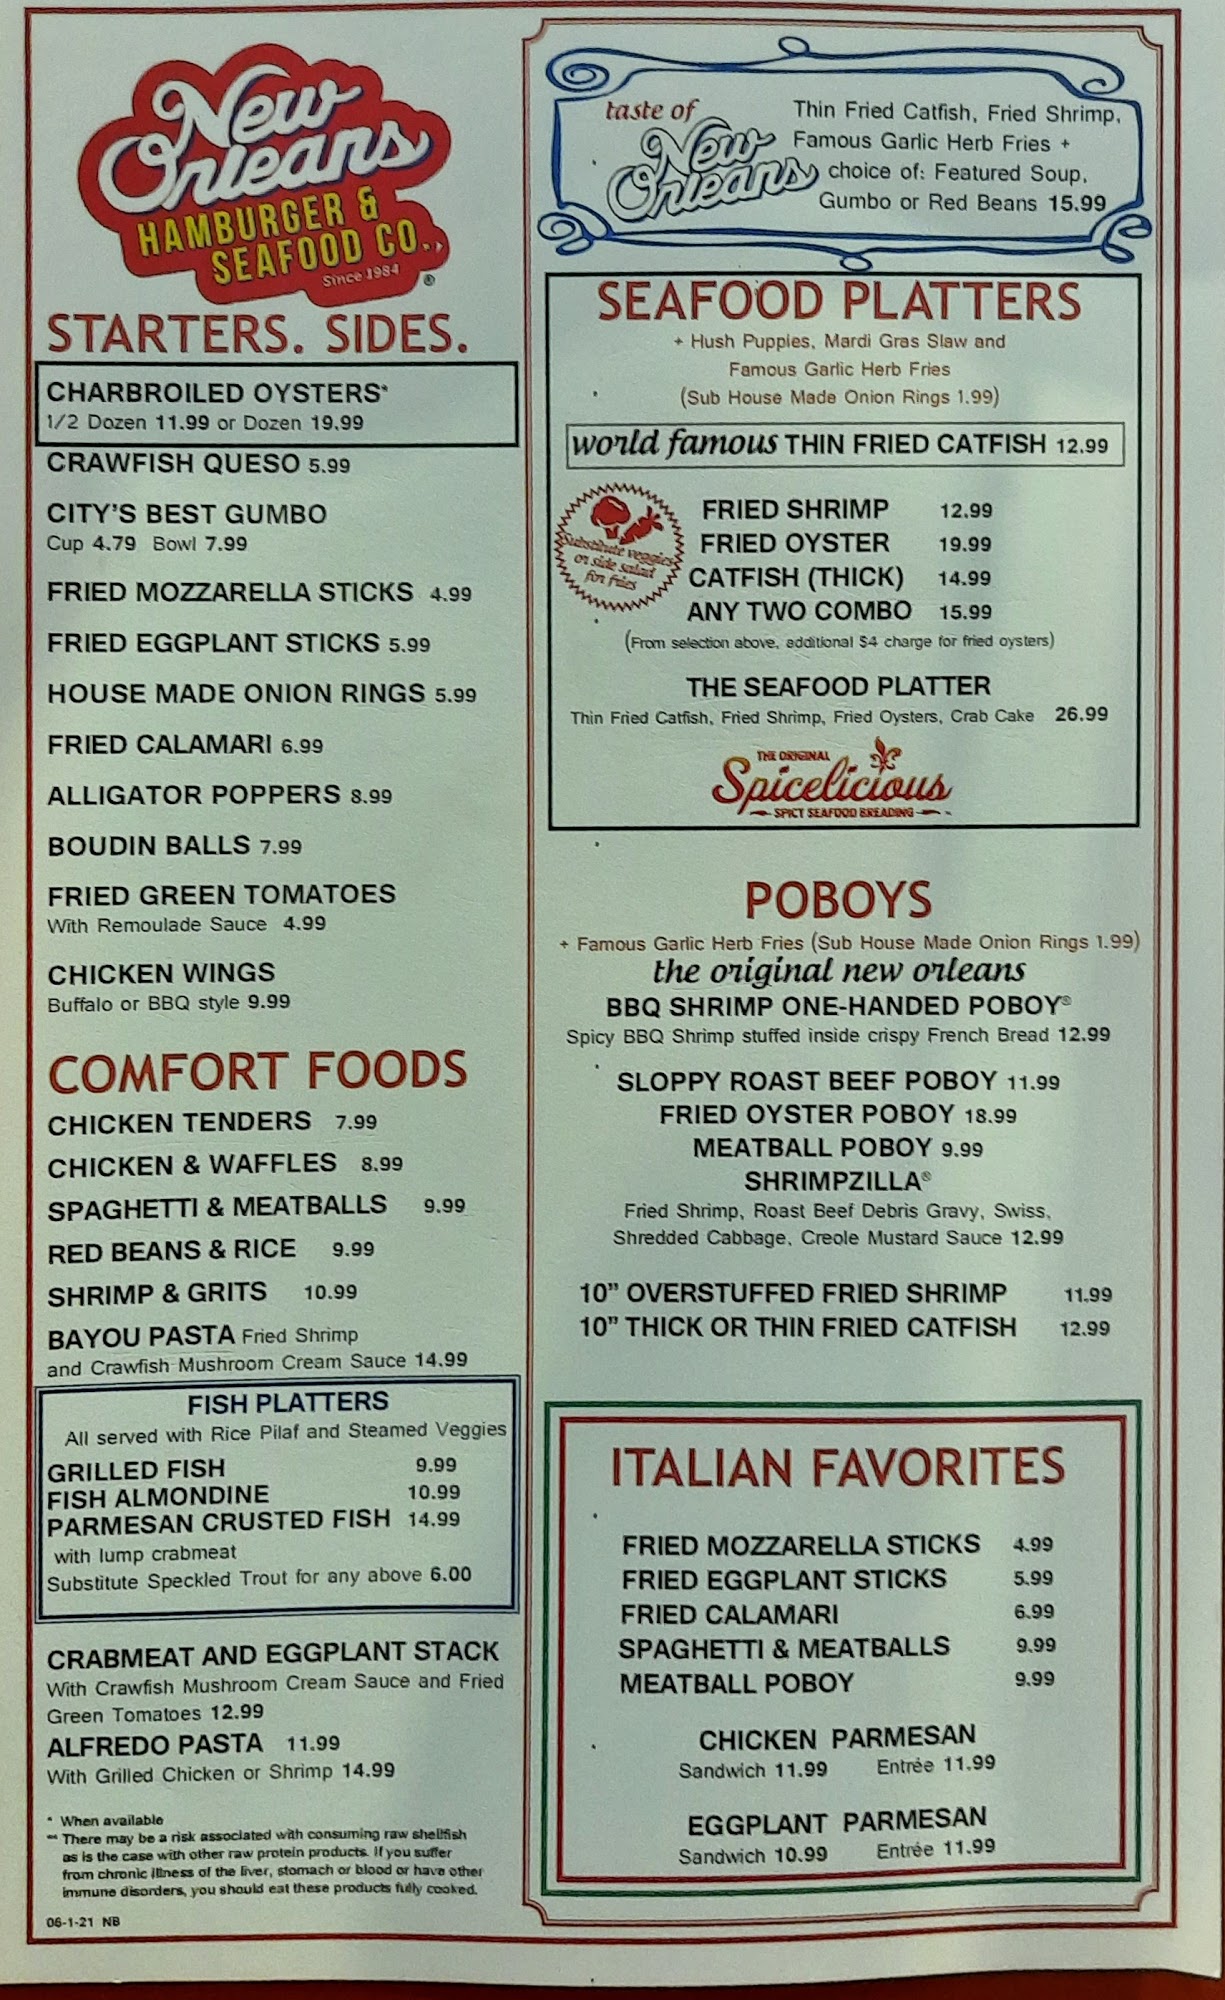 New
Orleans
HAMBURGER &
SEAFOOD CO.
Since 1984
®
STARTERS. SIDES.
CHARBROILED OYSTERS*
1/2 Dozen 11.99 or Dozen 19.99
CRAWFISH QUESO 5.99
CITY'S BEST GUMBO
Cup 4.79 Bowl 7.99
FRIED MOZZARELLA STICKS 4.99
FRIED EGGPLANT STICKS 5.99
HOUSE MADE ONION RINGS 5.99
FRIED CALAMARI 6.99
ALLIGATOR POPPERS 8.99
BOUDIN BALLS 7.99
FRIED GREEN TOMATOES
With Remoulade Sauce 4.99
CHICKEN WINGS
Buffalo or BBQ style 9.99
COMFORT FOODS
CHICKEN TENDERS 7.99
CHICKEN & WAFFLES 8.99
SPAGHETTI & MEATBALLS 9.99
RED BEANS & RICE 9.99
SHRIMP & GRITS 10.99
BAYOU PASTA Fried Shrimp
and Crawfish Mushroom Cream Sauce 14.99
FISH PLATTERS
All served with Rice Pilaf and Steamed Veggies
GRILLED FISH 9.99
FISH ALMONDINE 10.99
PARMESAN CRUSTED FISH 14.99
with lump crabmeat
Substitute Speckled Trout for any above 6.00
CRABMEAT AND EGGPLANT STACK
With Crawfish Mushroom Cream Sauce and Fried
Green Tomatoes 12.99
ALFREDO PASTA 11.99
With Grilled Chicken or Shrimp 14.99
* When available
** There may be a risk associated with consuming raw shellfish
as is the case with other raw protein products. If you suffer
from chronic illness of the liver, stomach or blood or have other
immune disorders, you should eat these products fully cooked.
06-1-21 NB
taste of
New
Orleans
Thin Fried Catfish, Fried Shrimp,
Famous Garlic Herb Fries +
choice of: Featured Soup,
Gumbo or Red Beans 15.99
SEAFOOD PLATTERS
+ Hush Puppies, Mardi Gras Slaw and
Famous Garlic Herb Fries
(Sub House Made Onion Rings 1.99)
world famous THIN FRIED CATFISH 12.99
Substitute veggies
or side salad
for fries
FRIED SHRIMP 12.99
FRIED OYSTER 19.99
CATFISH (THICK) 14.99
ANY TWO COMBO 15.99
(From selection above, additional $4 charge for fried oysters)
THE SEAFOOD PLATTER
Thin Fried Catfish, Fried Shrimp, Fried Oysters, Crab Cake 26.99
THE ORIGINAL
Spicelicious
SPICY SEAFOOD BREADING
POBOYS
+ Famous Garlic Herb Fries (Sub House Made Onion Rings 1.99)
the original new orleans
BBQ SHRIMP ONE-HANDED POBOY®
Spicy BBQ Shrimp stuffed inside crispy French Bread 12.99
SLOPPY ROAST BEEF POBOY 11.99
FRIED OYSTER POBOY 18.99
MEATBALL POBOY 9.99
SHRIMPZILLA®
Fried Shrimp, Roast Beef Debris Gravy, Swiss,
Shredded Cabbage, Creole Mustard Sauce 12.99
10" OVERSTUFFED FRIED SHRIMP 11.99
10" THICK OR THIN FRIED CATFISH 12.99
ITALIAN FAVORITES
FRIED MOZZARELLA STICKS 4.99
FRIED EGGPLANT STICKS 5.99
FRIED CALAMARI 6.99
SPAGHETTI & MEATBALLS 9.99
MEATBALL POBOY 9.99
CHICKEN PARMESAN
Sandwich 11.99 Entrée 11.99
EGGPLANT PARMESAN
Sandwich 10.99 Entrée 11.99